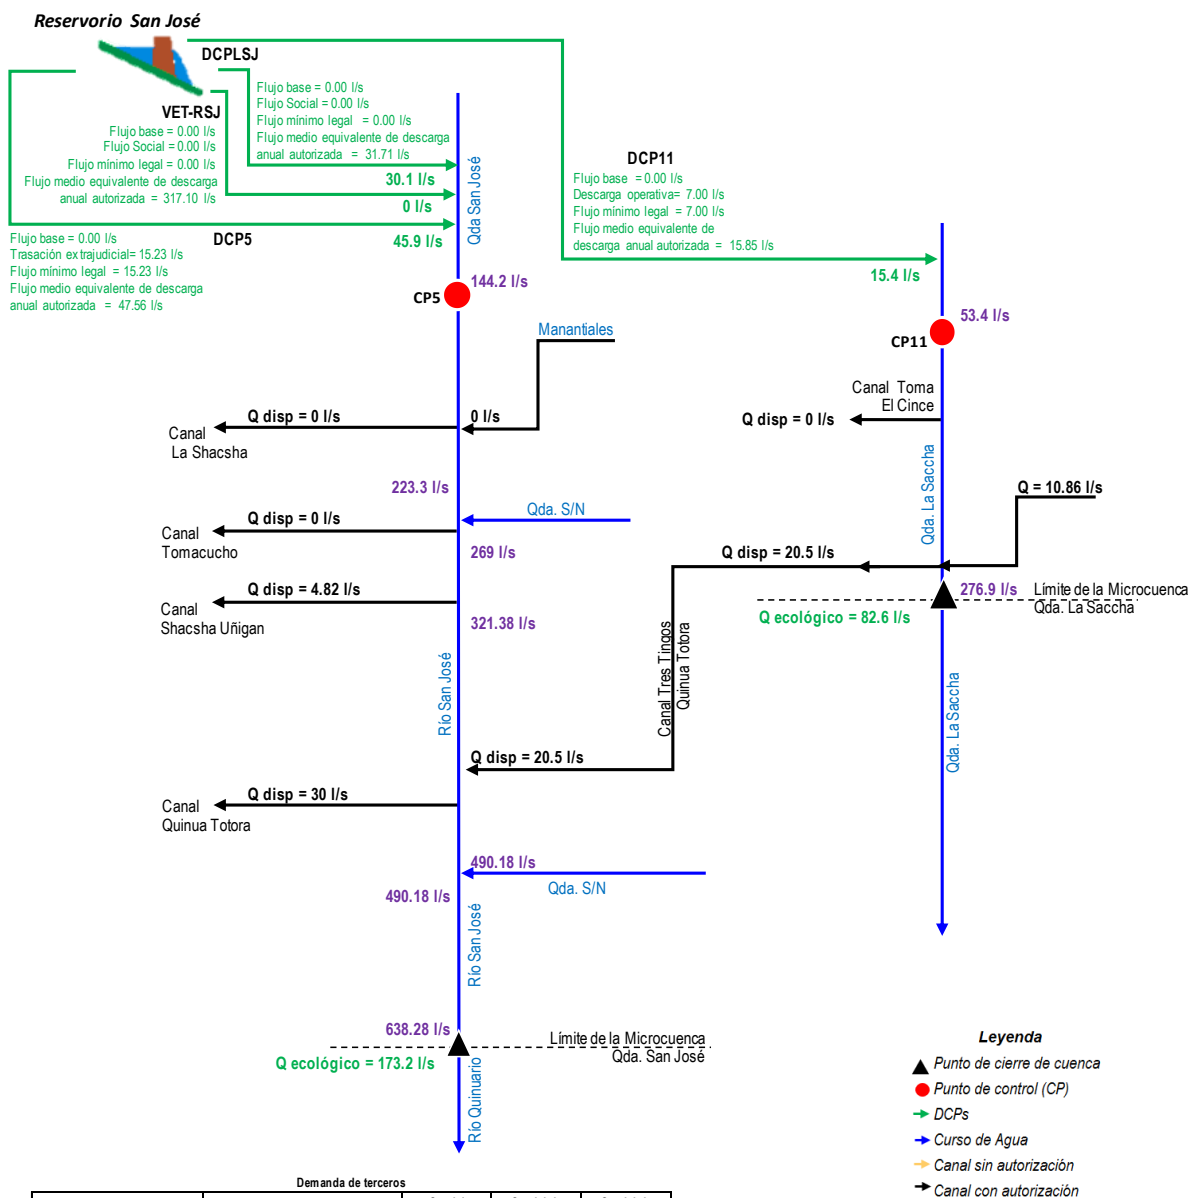 Reservorio San José
DCPLSJ
Flujo base = 0.00 l/s
Flujo Social = 0.00 l/s
Flujo mínimo legal = 0.00 l/s
Flujo medio equivalente de descarga
anual autorizada = 31.71 l/s
30.1 l/s
VET-RSJ
Flujo base = 0.00 l/s
Flujo Social = 0.00 l/s
Flujo mínimo legal = 0.00 l/s
Flujo medio equivalente de descarga
anual autorizada = 317.10 l/s
0 l/s
DCP5
45.9 l/s
Flujo base = 0.00 l/s
Trasación extrajudicial= 15.23 l/s
Flujo mínimo legal = 15.23 l/s
Flujo medio equivalente de descarga
anual autorizada = 47.56 l/s
Qda San José
DCP11
Flujo base = 0.00 l/s
Descarga operativa= 7.00 l/s
Flujo mínimo legal = 7.00 l/s
Flujo medio equivalente de
descarga anual autorizada = 15.85 l/s
15.4 l/s
144.2 l/s
CP5
53.4 l/s
CP11
Manantiales
0 l/s
Q disp = 0 l/s
Canal
La Shacsha
Canal Toma
El Cince
Q disp = 0 l/s
Qda. La Saccha
223.3 l/s
Qda. S/N
Q disp = 0 l/s
Canal
Tomacucho
269 l/s
Q = 10.86 l/s
Q disp = 20.5 l/s
Q disp = 4.82 l/s
Canal
Shacsha Uñigan
321.38 l/s
276.9 l/s
Límite de la Microcuenca
Qda. La Saccha
Q ecológico = 82.6 l/s
Canal Tres Tingos
Quinua Totora
Río San José
Qda. La Saccha
Q disp = 20.5 l/s
Q disp = 30 l/s
Canal
Quinua Totora
490.18 l/s
Qda. S/N
490.18 l/s
Río San José
638.28 l/s
Límite de la Microcuenca
Qda. San José
Q ecológico = 173.2 l/s
Río Quinuario
Leyenda
Punto de cierre de cuenca
Punto de control (CP)
DCPs
Curso de Agua
Canal sin autorización
Canal con autorización
Demanda de terceros